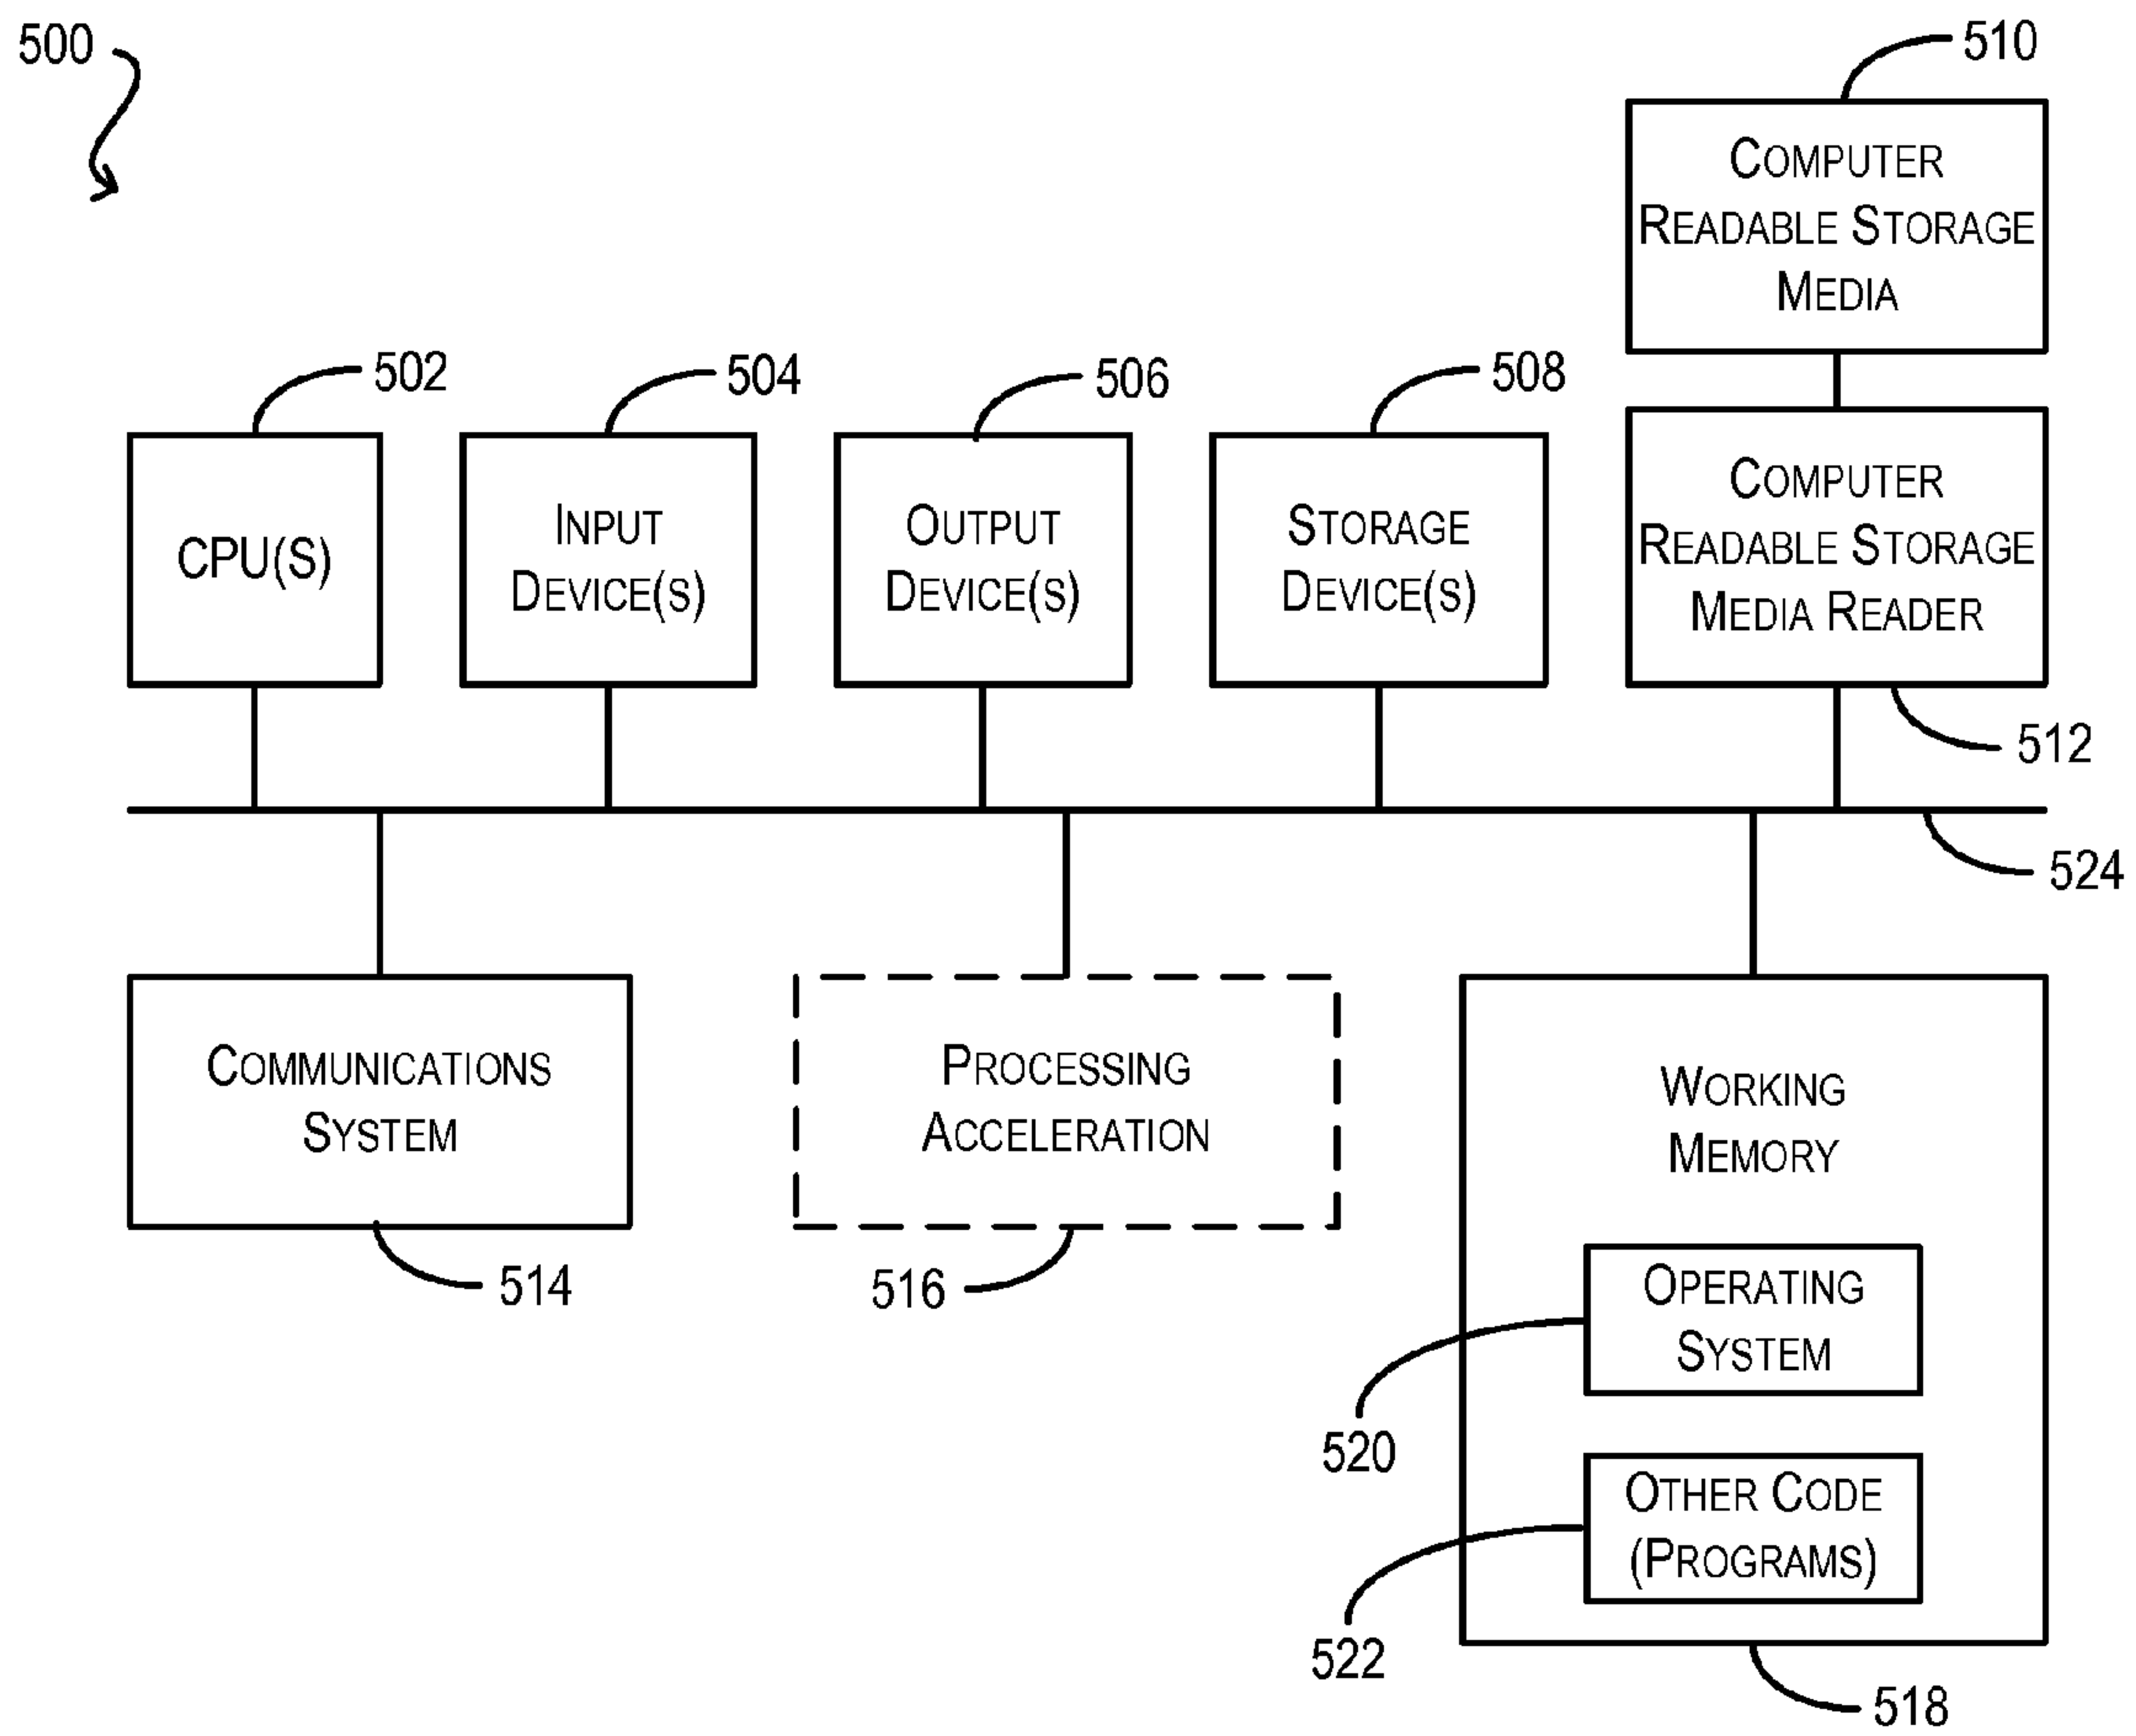 500
510
COMPUTER
READABLE STORAGE
MEDIA
502
504
506
508
CPU(S)
INPUT
DEVICE(S)
OUTPUT
DEVICE(S)
STORAGE
DEVICE(S)
COMPUTER
READABLE STORAGE
MEDIA READER
512
524
COMMUNICATIONS
SYSTEM
514
PROCESSING
ACCELERATION
516
WORKING
MEMORY
OPERATING
SYSTEM
520
OTHER CODE
(PROGRAMS)
522
518